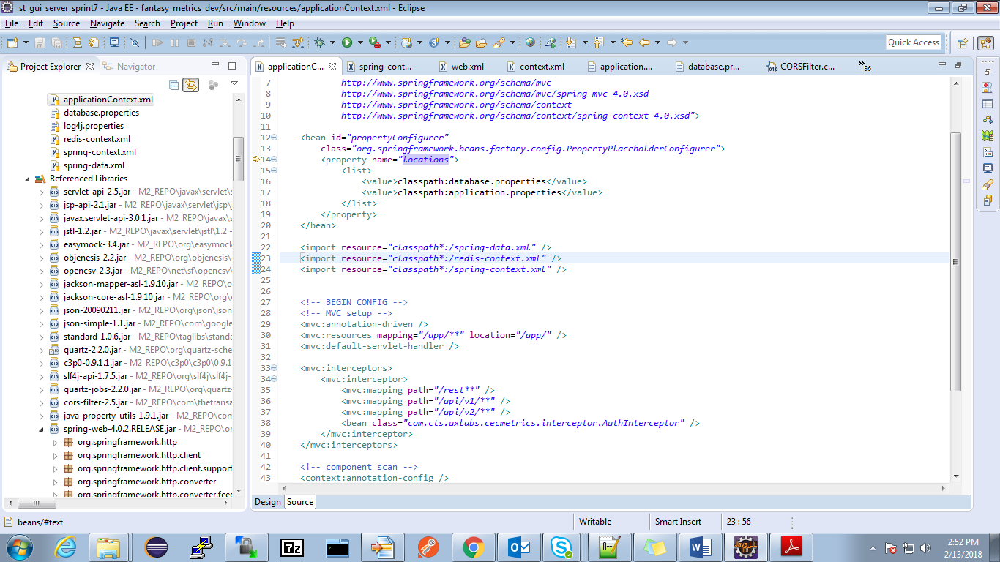 st_gui_server_sprint7 - Java EE - fantasy_metrics_dev/src/main/resources/applicationContext.xml - Eclipse
File Edit Source Navigate Search Project Run Window Help
Quick Access
Project Explorer Navigator
applicationContext.xml
database.properties
log4j.properties
redis-context.xml
spring-context.xml
spring-data.xml
Referenced Libraries
servlet-api-2.5.jar - M2_REPO\javax\servlet\s
jsp-api-2.1.jar - M2_REPO\javax\servlet\jsp\
javax.servlet-api-3.0.1.jar - M2_REPO\javax\s
jstl-1.2.jar - M2_REPO\javax\servlet\jstl\1.2 -
easymock-3.4.jar - M2_REPO\org\easymock
objenesis-2.2.jar - M2_REPO\org\objenesis\
opencsv-2.3.jar - M2_REPO\net\sf\opencsv\
jackson-mapper-asl-1.9.10.jar - M2_REPO\o
jackson-core-asl-1.9.10.jar - M2_REPO\org\
json-20090211.jar - M2_REPO\org\json\json
json-simple-1.1.jar - M2_REPO\com\google
standard-1.0.6.jar - M2_REPO\taglibs\standa
quartz-2.2.0.jar - M2_REPO\org\quartz-sche
c3p0-0.9.1.1.jar - M2_REPO\c3p0\c3p0\0.9.1
slf4j-api-1.7.5.jar - M2_REPO\org\slf4j\slf4j-
quartz-jobs-2.2.0.jar - M2_REPO\org\quartz-
cors-filter-2.5.jar - M2_REPO\com\thetransa
java-property-utils-1.9.1.jar - M2_REPO\com
spring-web-4.0.2.RELEASE.jar - M2_REPO\or
org.springframework.http
org.springframework.http.client
org.springframework.http.client.support
org.springframework.http.converter
org.springframework.http.converter.feed
applicationC... spring-cont... web.xml context.xml application.... database.pr... CORSFilter.c... »56
7 http://www.springframework.org/schema/mvc
8 http://www.springframework.org/schema/mvc/spring-mvc-4.0.xsd
9 http://www.springframework.org/schema/context
10 http://www.springframework.org/schema/context/spring-context-4.0.xsd">
11
12 <bean id="propertyConfigurer"
13 class="org.springframework.beans.factory.config.PropertyPlaceholderConfigurer">
14 <property name="locations">
15 <list>
16 <value>classpath:database.properties</value>
17 <value>classpath:application.properties</value>
18 </list>
19 </property>
20 </bean>
21
22 <import resource="classpath*:/spring-data.xml" />
23 <import resource="classpath*:/redis-context.xml" />
24 <import resource="classpath*:/spring-context.xml" />
25
26
27 <!-- BEGIN CONFIG -->
28 <!-- MVC setup -->
29 <mvc:annotation-driven />
30 <mvc:resources mapping="/app/**" location="/app/" />
31 <mvc:default-servlet-handler />
32
33 <mvc:interceptors>
34 <mvc:interceptor>
35 <mvc:mapping path="/rest**" />
36 <mvc:mapping path="/api/v1/**" />
37 <mvc:mapping path="/api/v2/**" />
38 <bean class="com.cts.uxlabs.cecmetrics.interceptor.AuthInterceptor" />
39 </mvc:interceptor>
40 </mvc:interceptors>
41
42 <!-- component scan -->
43 <context:annotation-config />
Design Source
beans/#text Writable Smart Insert 23 : 56
2:52 PM
2/13/2018